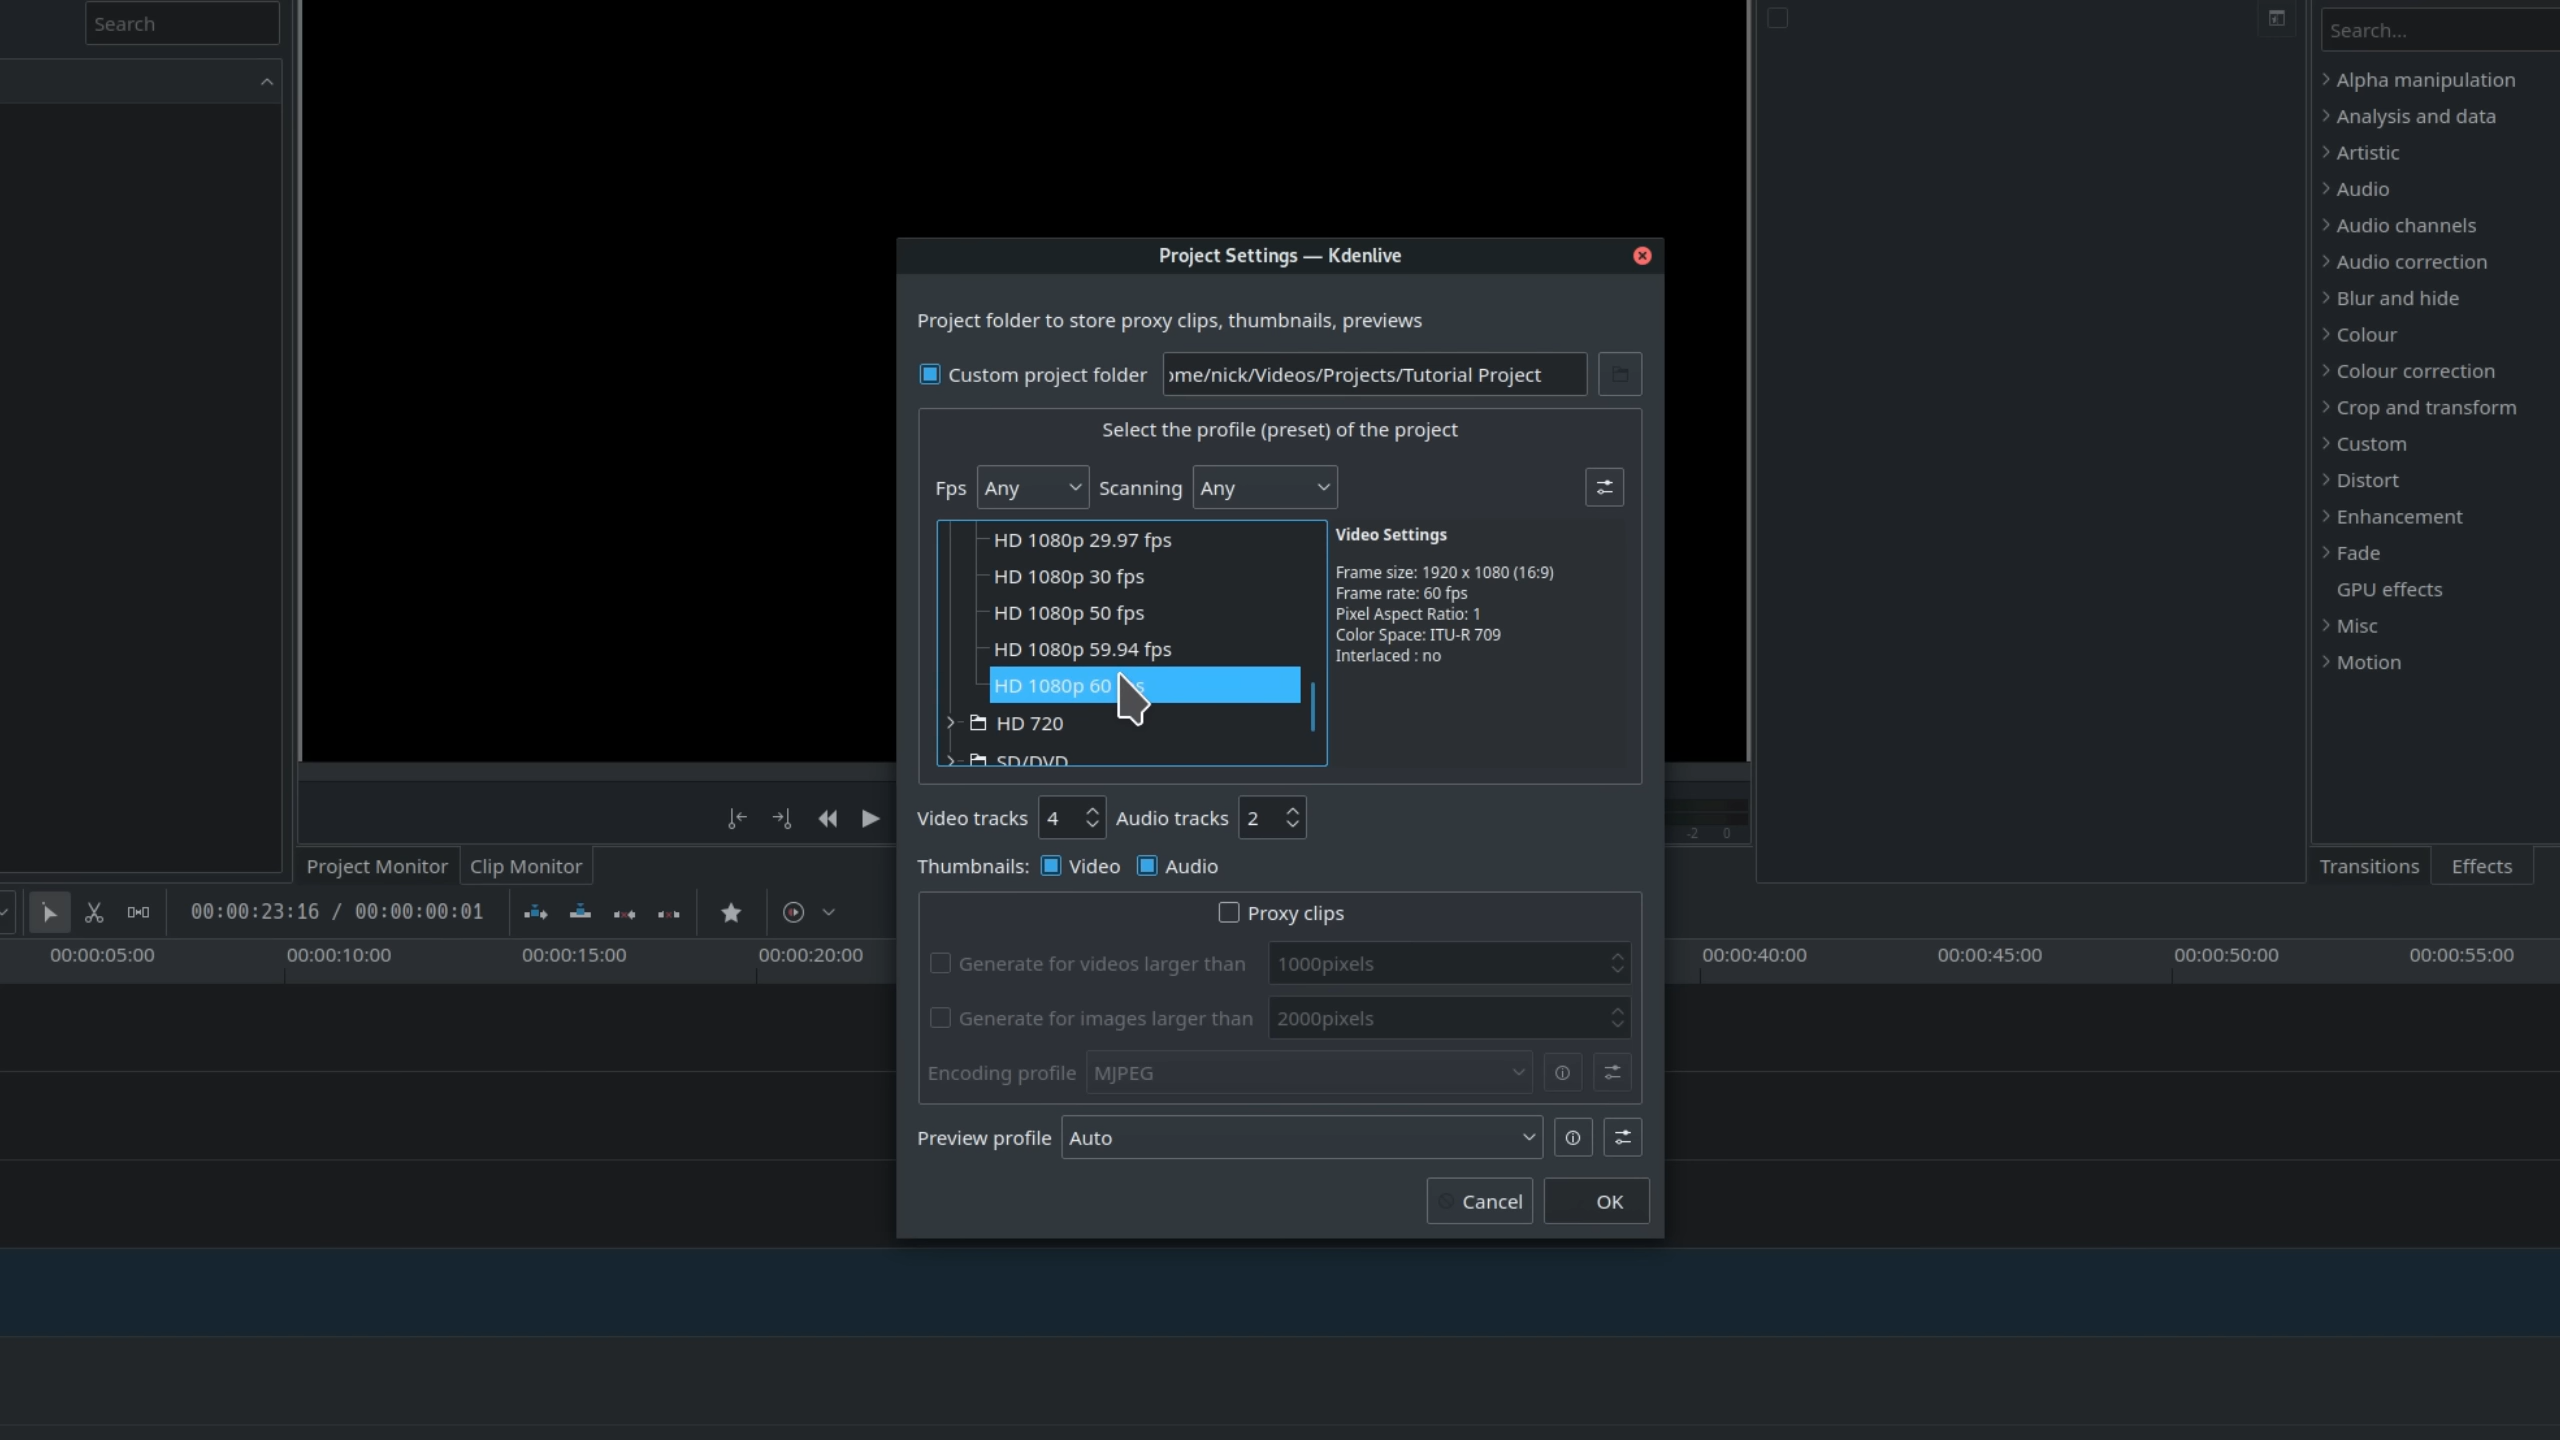 Search
Search...
Alpha manipulation
Analysis and data
Artistic
Audio
Audio channels
Audio correction
Blur and hide
Colour
Colour correction
Crop and transform
Custom
Distort
Enhancement
Fade
GPU effects
Misc
Motion
Project Settings — Kdenlive
Project folder to store proxy clips, thumbnails, previews
Custom project folder
ome/nick/Videos/Projects/Tutorial Project
Select the profile (preset) of the project
Fps Any Scanning Any
HD 1080p 29.97 fps
HD 1080p 30 fps
HD 1080p 50 fps
HD 1080p 59.94 fps
HD 1080p 60
HD 720
SD/DVD
Video Settings
Frame size: 1920 x 1080 (16:9)
Frame rate: 60 fps
Pixel Aspect Ratio: 1
Color Space: ITU-R 709
Interlaced : no
Video tracks 4 Audio tracks 2
Thumbnails: Video Audio
Proxy clips
Generate for videos larger than 1000pixels
Generate for images larger than 2000pixels
Encoding profile MJPEG
Preview profile Auto
Cancel OK
-2 0
Project Monitor Clip Monitor
Transitions Effects
00:00:23:16 / 00:00:00:01
00:00:05:00 00:00:10:00 00:00:15:00 00:00:20:00 00:00:40:00 00:00:45:00 00:00:50:00 00:00:55:00